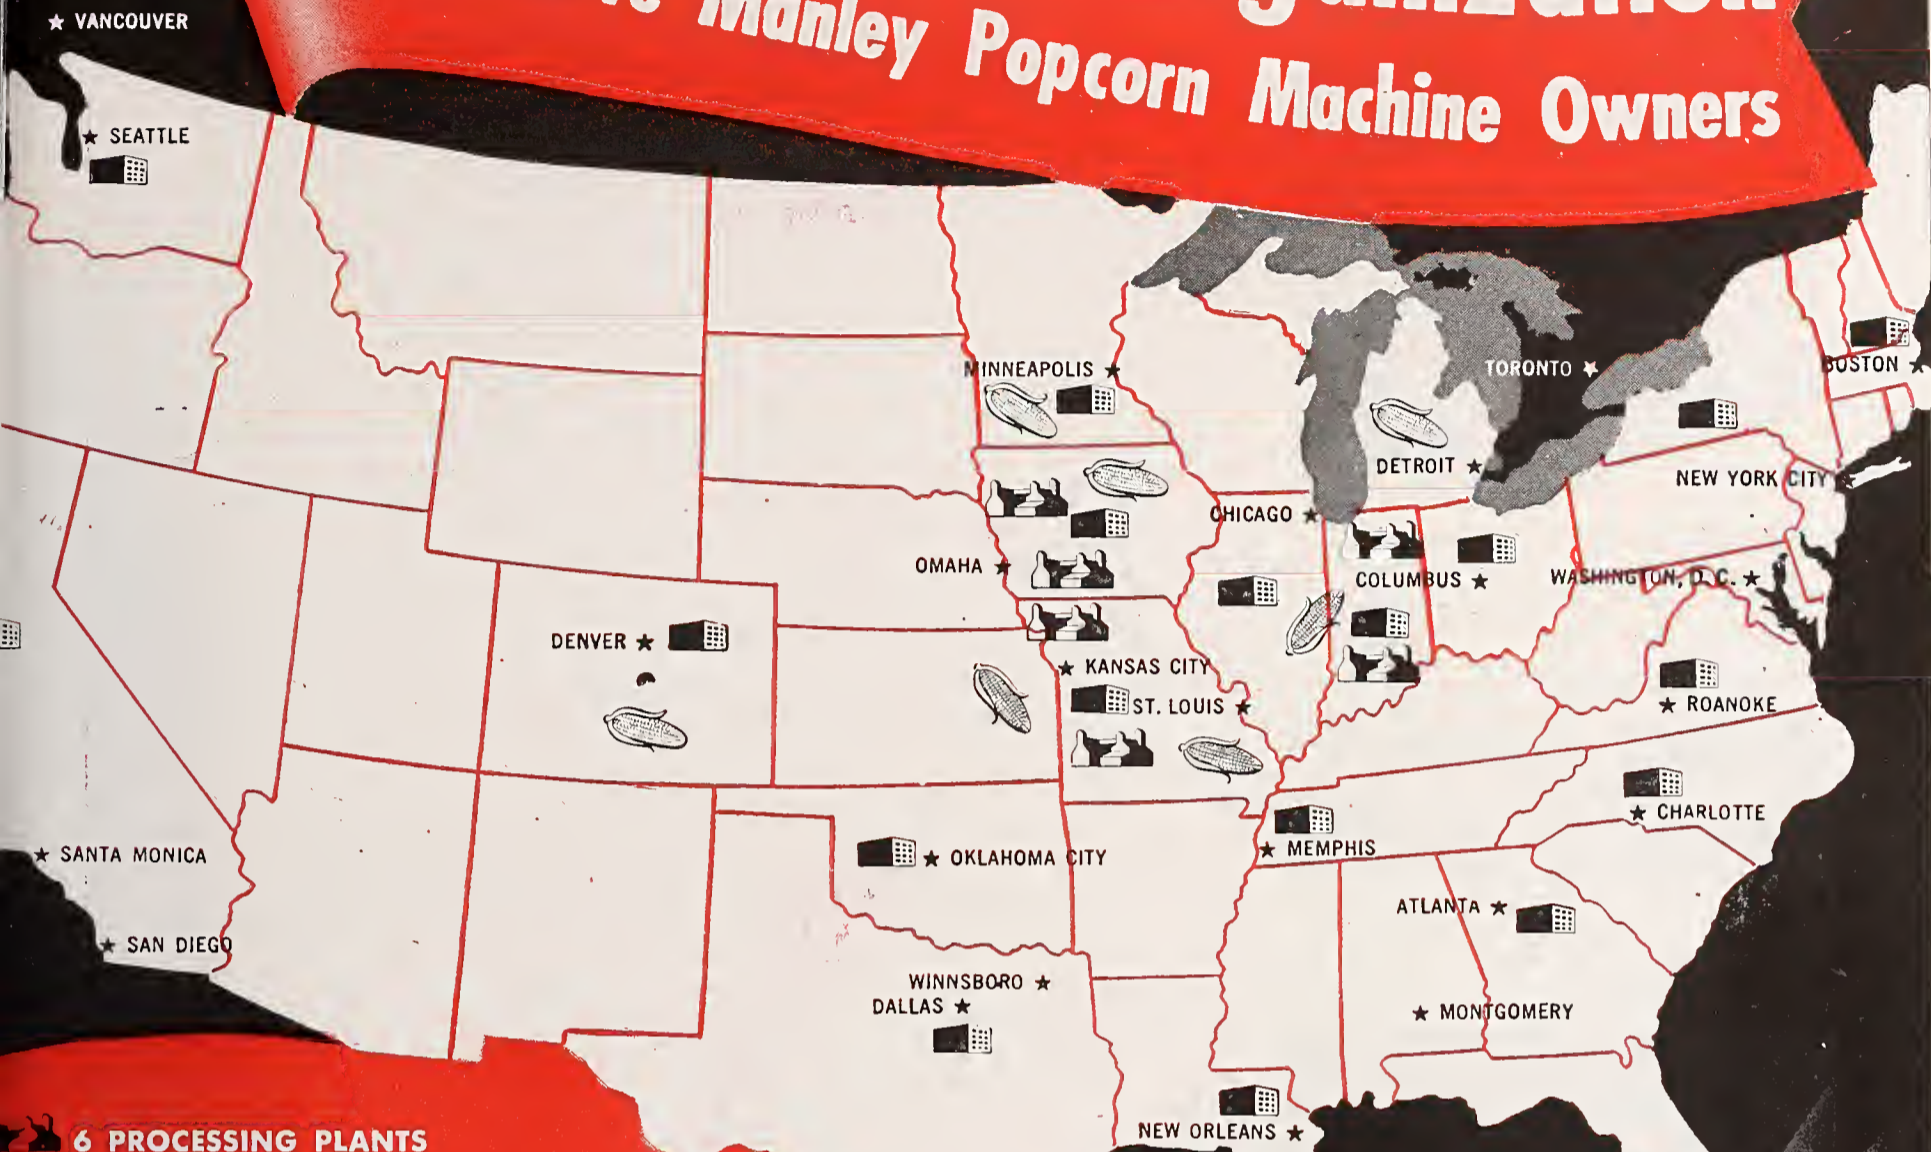 Manley Popcorn Machine Owners
VANCOUVER
SEATTLE
MINNEAPOLIS
TORONTO
BOSTON
DETROIT
NEW YORK CITY
CHICAGO
OMAHA
COLUMBUS
WASHINGTON, D. C.
DENVER
KANSAS CITY
ST. LOUIS
ROANOKE
CHARLOTTE
SANTA MONICA
OKLAHOMA CITY
MEMPHIS
ATLANTA
SAN DIEGO
WINNSBORO
DALLAS
MONTGOMERY
NEW ORLEANS
6 PROCESSING PLANTS